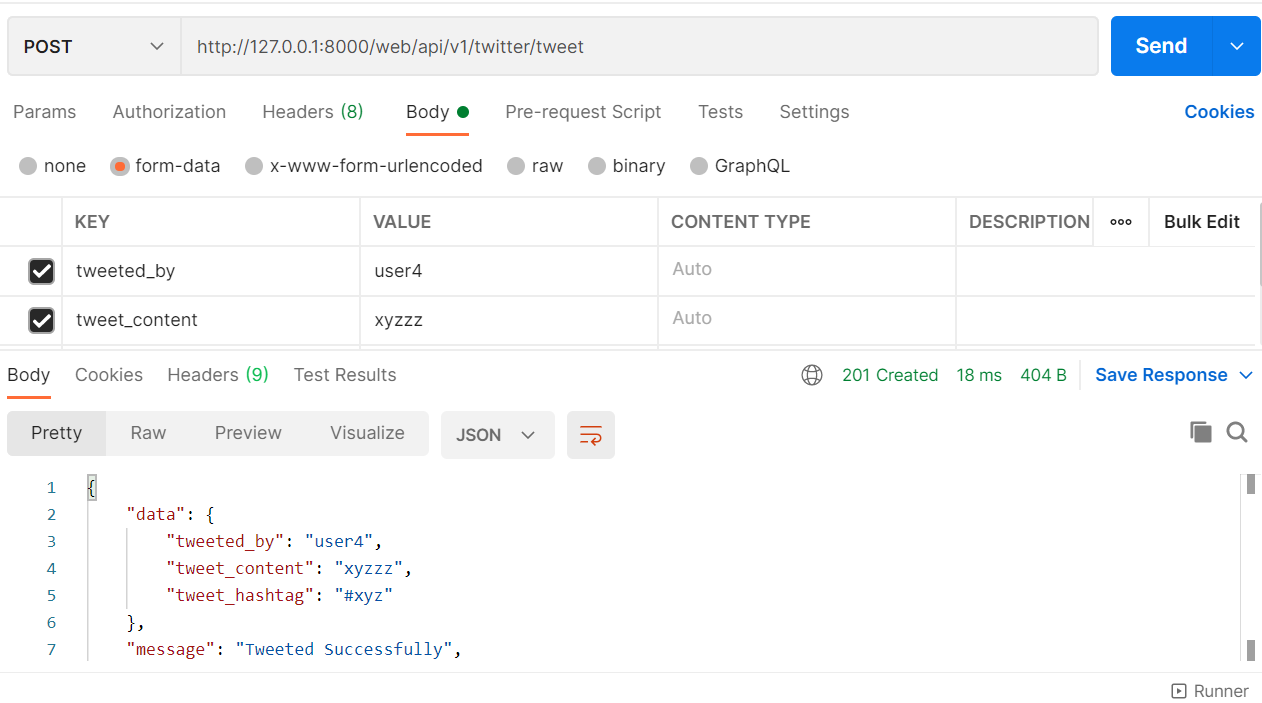 POST http://127.0.0.1:8000/web/api/v1/twitter/tweet Send
Params Authorization Headers (8) Body Pre-request Script Tests Settings Cookies
none form-data x-www-form-urlencoded raw binary GraphQL
KEY VALUE CONTENT TYPE DESCRIPTION Bulk Edit
tweeted_by user4 Auto
tweet_content xyzzz Auto
Body Cookies Headers (9) Test Results 201 Created 18 ms 404 B Save Response
Pretty Raw Preview Visualize JSON
1 {
2 "data": {
3 "tweeted_by": "user4",
4 "tweet_content": "xyzzz",
5 "tweet_hashtag": "#xyz"
6 },
7 "message": "Tweeted Successfully",
Runner